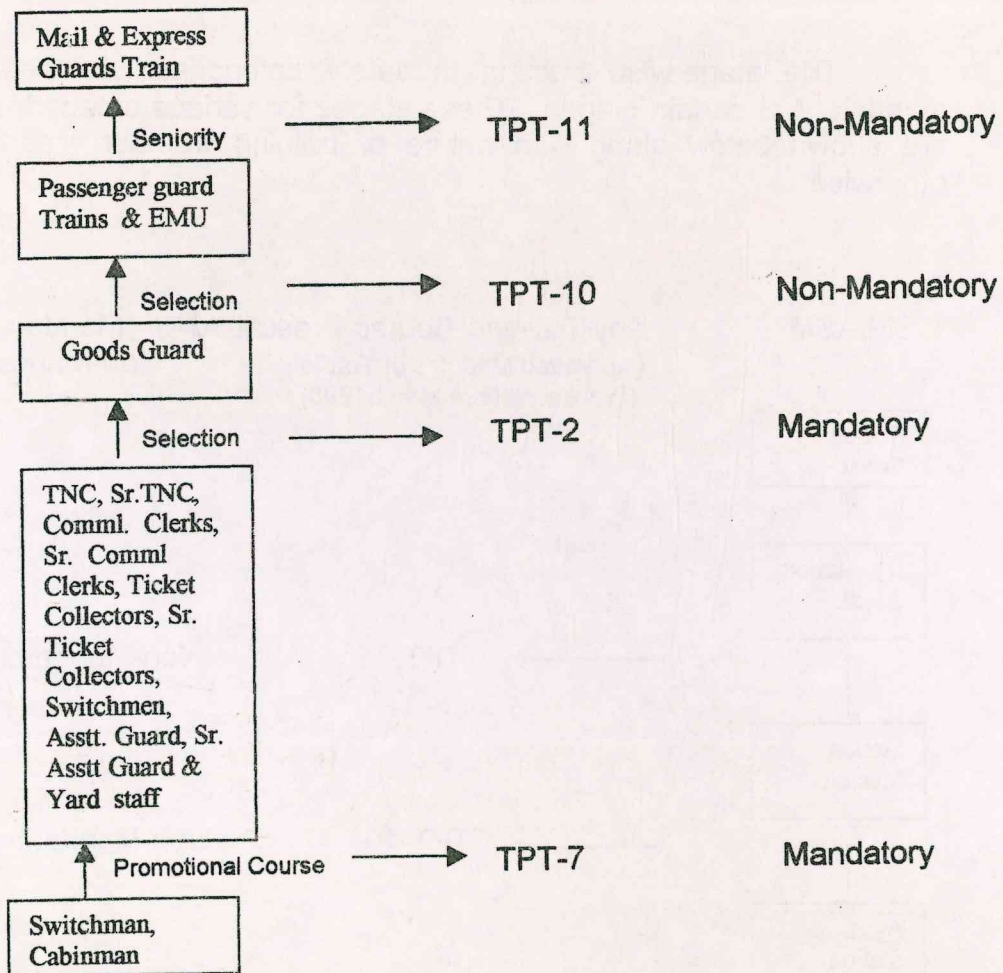 Mail & Express
Guards Train
Seniority
TPT-11
Non-Mandatory
Passenger guard
Trains & EMU
Selection
TPT-10
Non-Mandatory
Goods Guard
Selection
TPT-2
Mandatory
TNC, Sr.TNC,
Comml. Clerks,
Sr. Comml
Clerks, Ticket
Collectors, Sr.
Ticket
Collectors,
Switchmen,
Asstt. Guard, Sr.
Asstt Guard &
Yard staff
Promotional Course
TPT-7
Mandatory
Switchman,
Cabinman